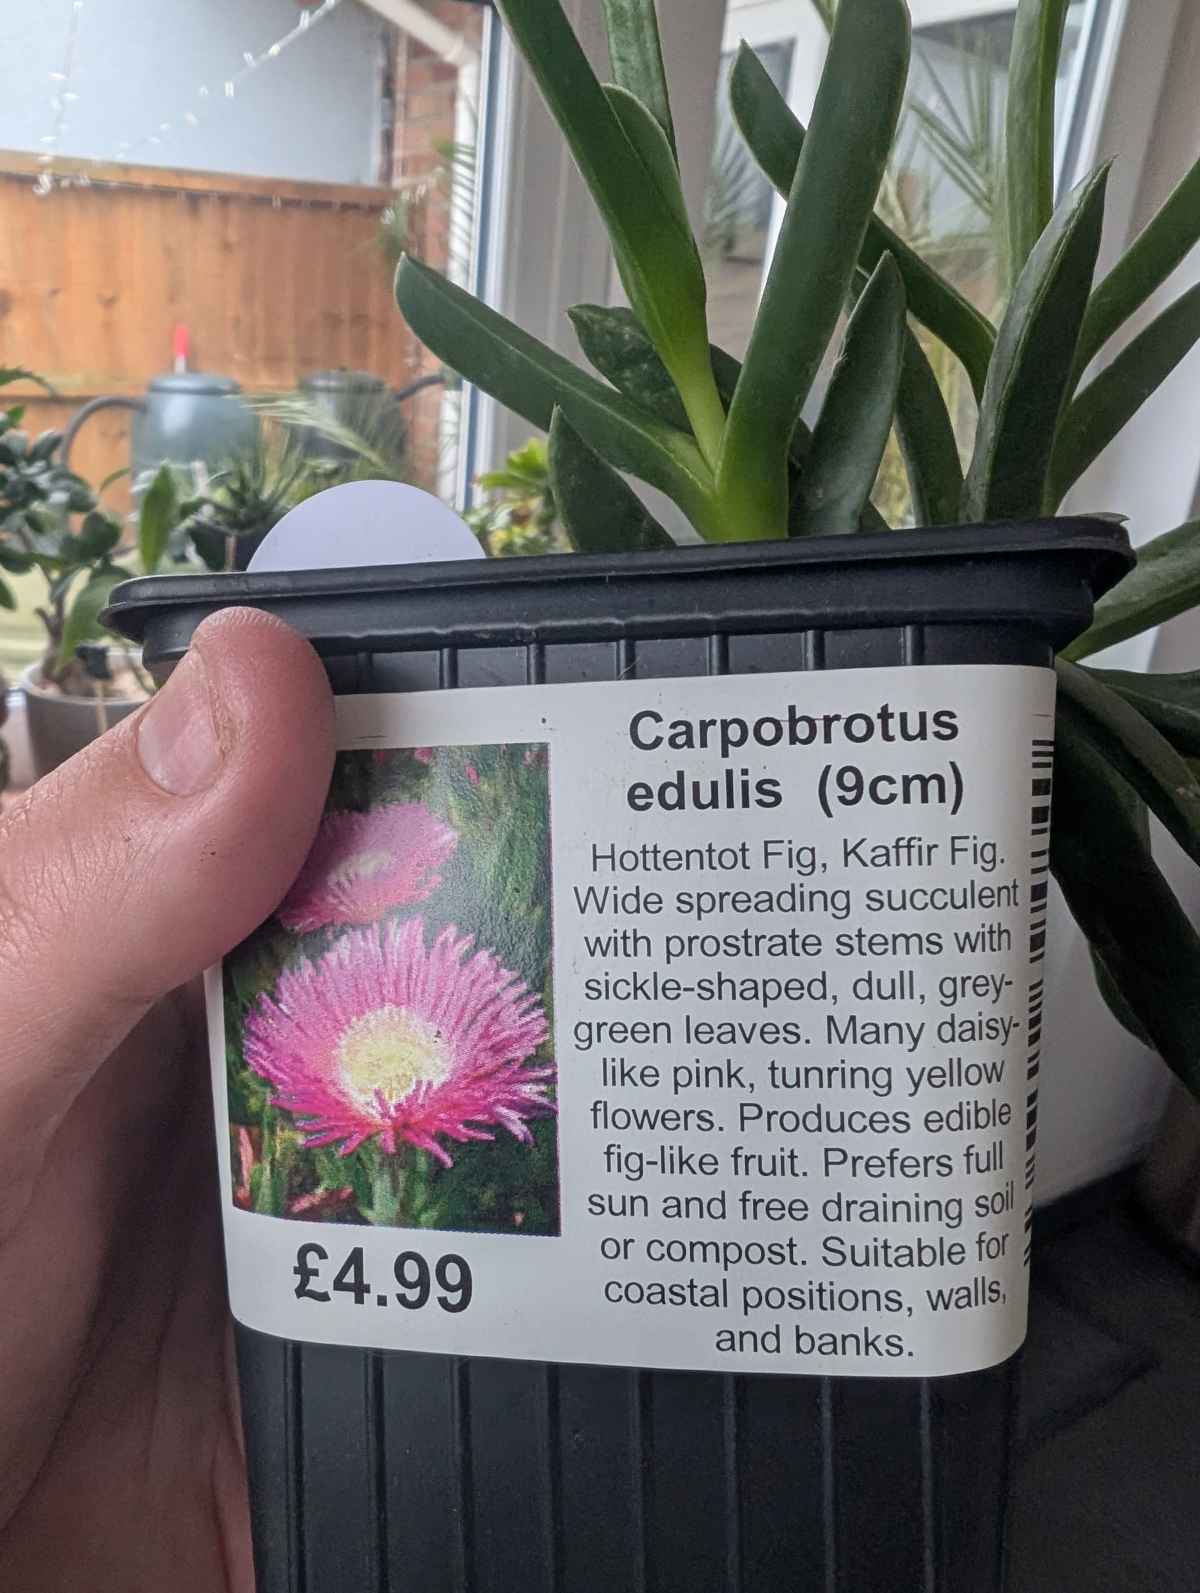 Carpobrotus
edulis (9cm)
Hottentot Fig, Kaffir Fig.
Wide spreading succulent
with prostrate stems with
sickle-shaped, dull, grey-
green leaves. Many daisy-
like pink, tunring yellow
flowers. Produces edible
fig-like fruit. Prefers full
sun and free draining soil
or compost. Suitable for
coastal positions, walls,
and banks.
£4.99